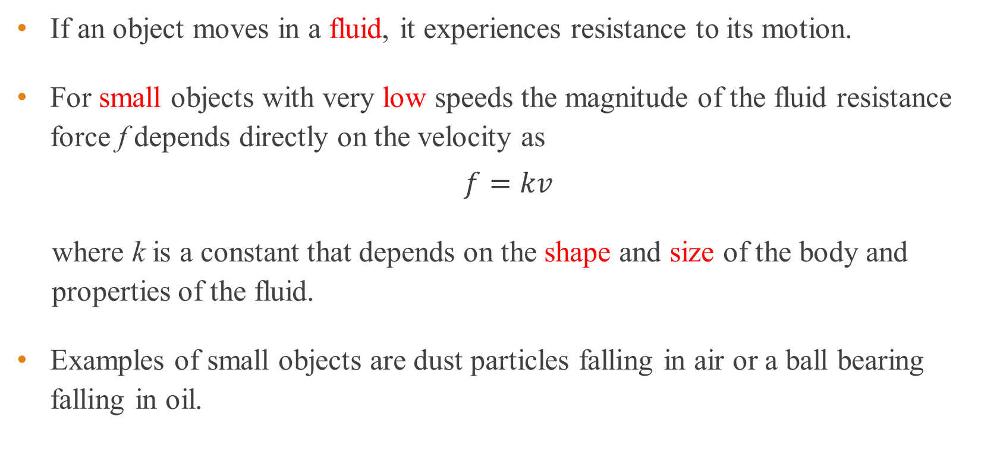 • If an object moves in a fluid, it experiences resistance to its motion.
• For small objects with very low speeds the magnitude of the fluid resistance
force f depends directly on the velocity as
f = kv
where k is a constant that depends on the shape and size of the body and
properties of the fluid.
• Examples of small objects are dust particles falling in air or a ball bearing
falling in oil.